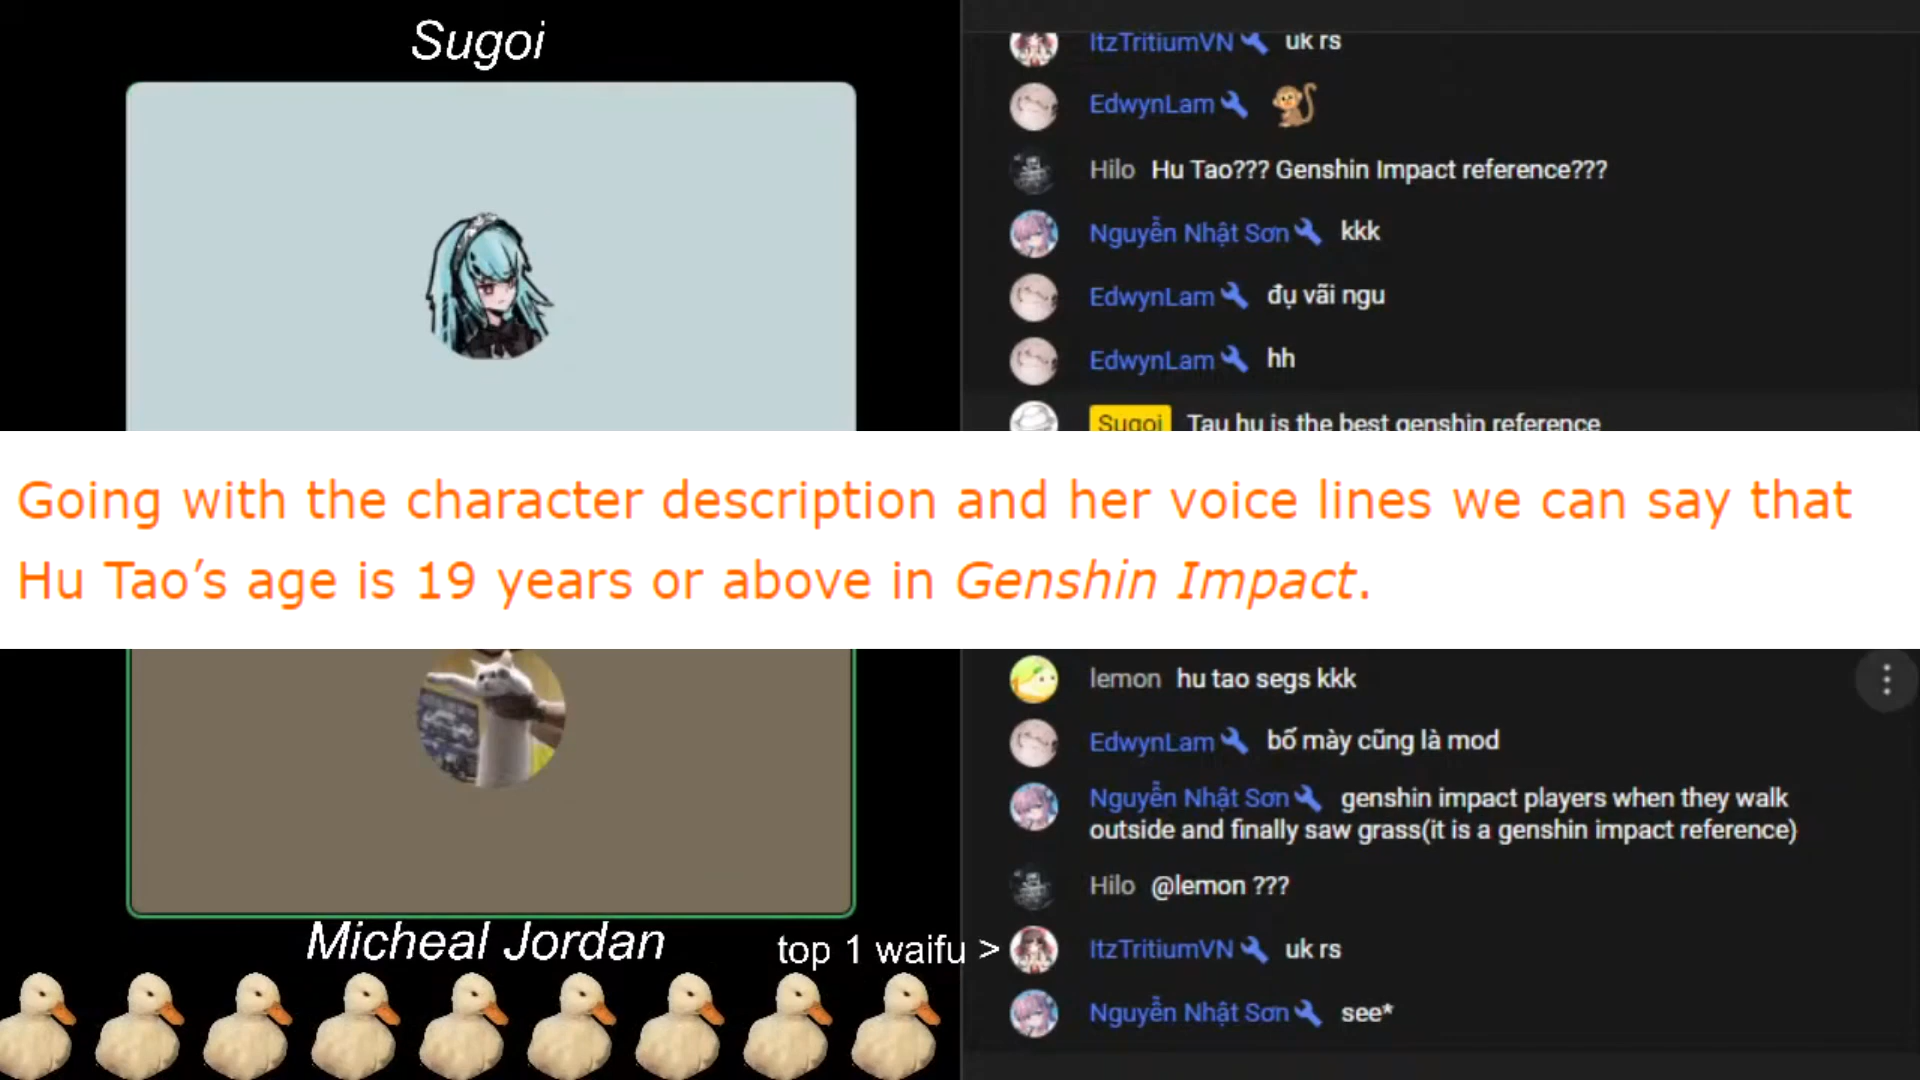 Sugoi
ItzTritiumVN uk rs
EdwynLam
Hilo Hu Tao??? Genshin Impact reference???
Nguyễn Nhật Sơn kkk
EdwynLam đụ vãi ngu
EdwynLam hh
Sugoi Tau hu is the best genshin reference
Going with the character description and her voice lines we can say that
Hu Tao’s age is 19 years or above in Genshin Impact.
lemon hu tao segs kkk
EdwynLam bố mày cũng là mod
Nguyễn Nhật Sơn genshin impact players when they walk
outside and finally saw grass(it is a genshin impact reference)
Hilo @lemon ???
Micheal Jordan
top 1 waifu >
ItzTritiumVN uk rs
Nguyễn Nhật Sơn see*